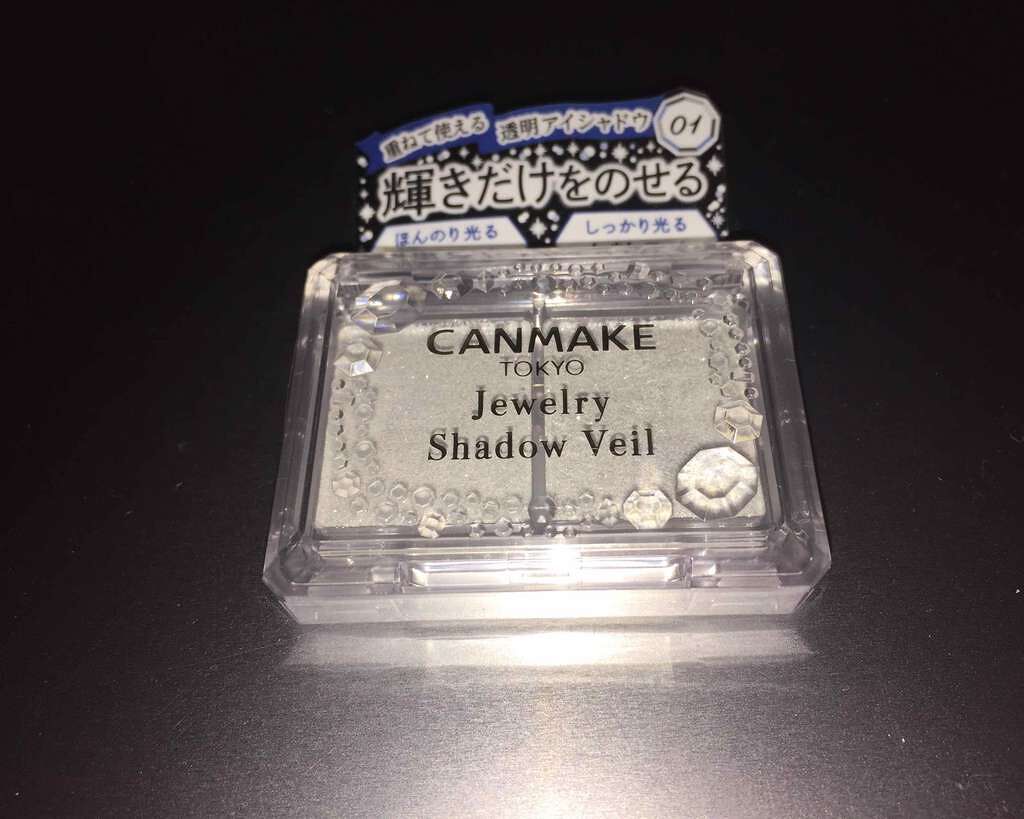 重ねて使える 透明アイシャドウ 01
輝きだけをのせる
ほんのり光る しっかり光る
CANMAKE
TOKYO
Jewelry
Shadow Veil